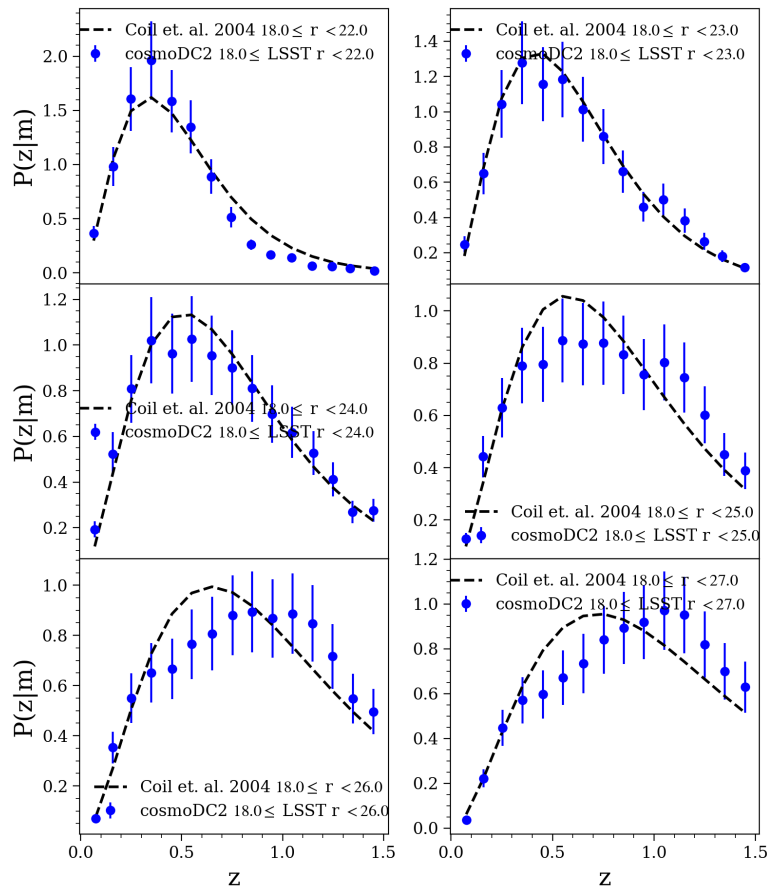 Coil et. al. 2004 18.0≤ r <22.0
cosmoDC2 18.0≤ LSST r <22.0
2.0
1.5
1.0
0.5
0.0
P(z|m)
Coil et. al. 2004 18.0≤ r <23.0
cosmoDC2 18.0≤ LSST r <23.0
1.4
1.2
1.0
0.8
0.6
0.4
0.2
1.2
1.0
0.8
0.6
0.4
0.2
P(z|m)
Coil et. al. 2004 18.0≤ r <24.0
cosmoDC2 18.0≤ LSST r <24.0
1.0
0.8
0.6
0.4
0.2
Coil et. al. 2004 18.0≤ r <25.0
cosmoDC2 18.0≤ LSST r <25.0
1.0
0.8
0.6
0.4
0.2
P(z|m)
Coil et. al. 2004 18.0≤ r <26.0
cosmoDC2 18.0≤ LSST r <26.0
0.0 0.5 1.0 1.5
z
1.2
1.0
0.8
0.6
0.4
0.2
0.0
Coil et. al. 2004 18.0≤ r <27.0
cosmoDC2 18.0≤ LSST r <27.0
0.0 0.5 1.0 1.5
z